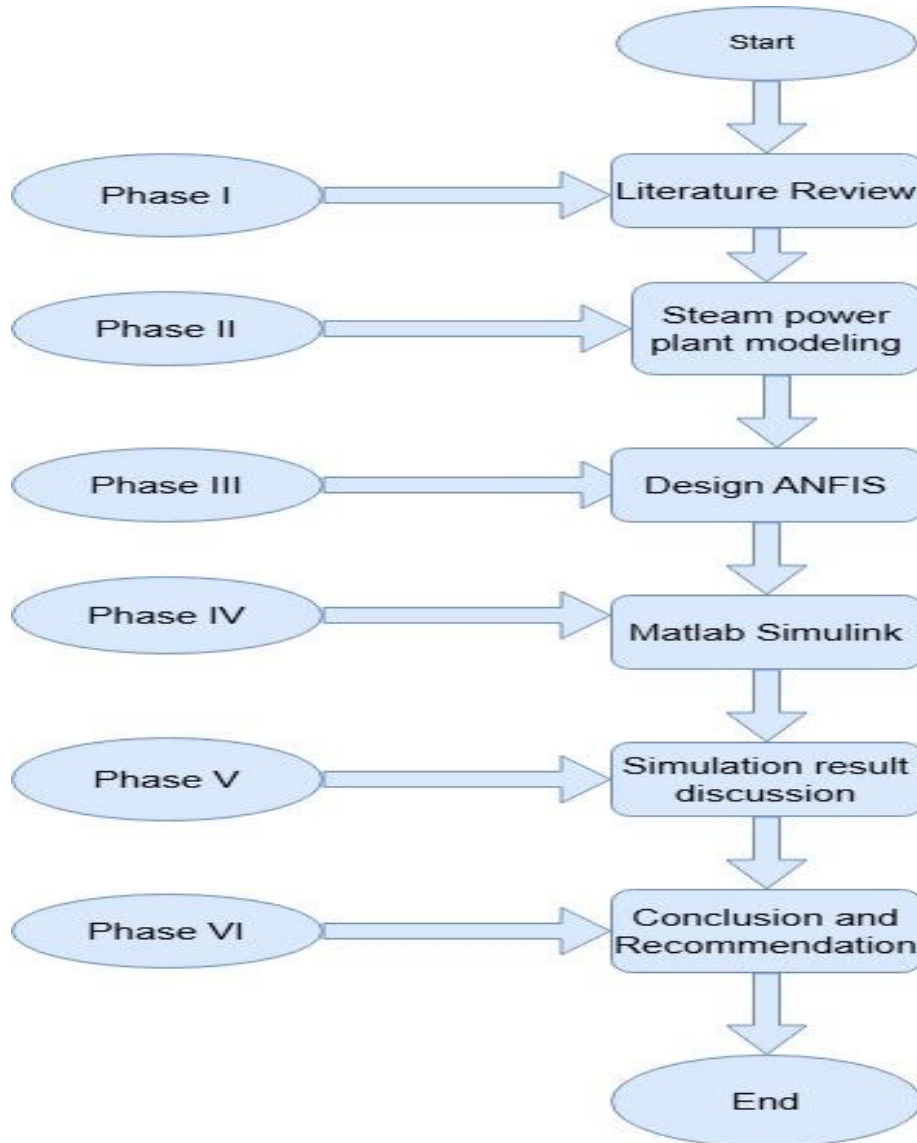 Start
Phase I
Literature Review
Phase II
Steam power
plant modeling
Phase III
Design ANFIS
Phase IV
Matlab Simulink
Phase V
Simulation result
discussion
Phase VI
Conclusion and
Recommendation
End